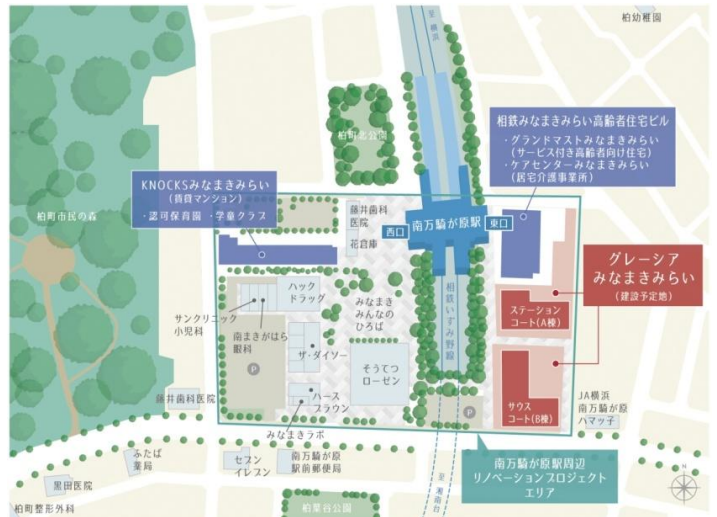 柏幼稚園
至 横浜
相鉄みなまきみらい高齢者住宅ビル
・グランドマストみなまきみらい
(サービス付き高齢者向け住宅)
・ケアセンターみなまきみらい
(居宅介護事業所)
柏町北公園
KNOCKSみなまきみらい
(賃貸マンション)
・認可保育園 ・学童クラブ
柏町市民の森
藤井歯科
医院
花倉庫
西口
南万騎が原駅
東口
グレーシア
みなまきみらい
(建設予定地)
ハック
ドラッグ
サンクリニック
小児科
南まきがはら
眼科
みなまき
みんなの
ひろば
相鉄いずみ野線
ステーション
コート(A棟)
ザ・ダイソー
そうてつ
ローゼン
P
ハース
ブラウン
P
サウス
コート(B棟)
藤井歯科医院
みなまきラボ
JA横浜
南万騎が原
ハマッ子
ふたば
薬局
セブン
イレブン
南万騎が原
駅前郵便局
南万騎が原駅周辺
リノベーションプロジェクト
エリア
至 湘南台
黒田医院
柏町整形外科
柏葉谷公園
N